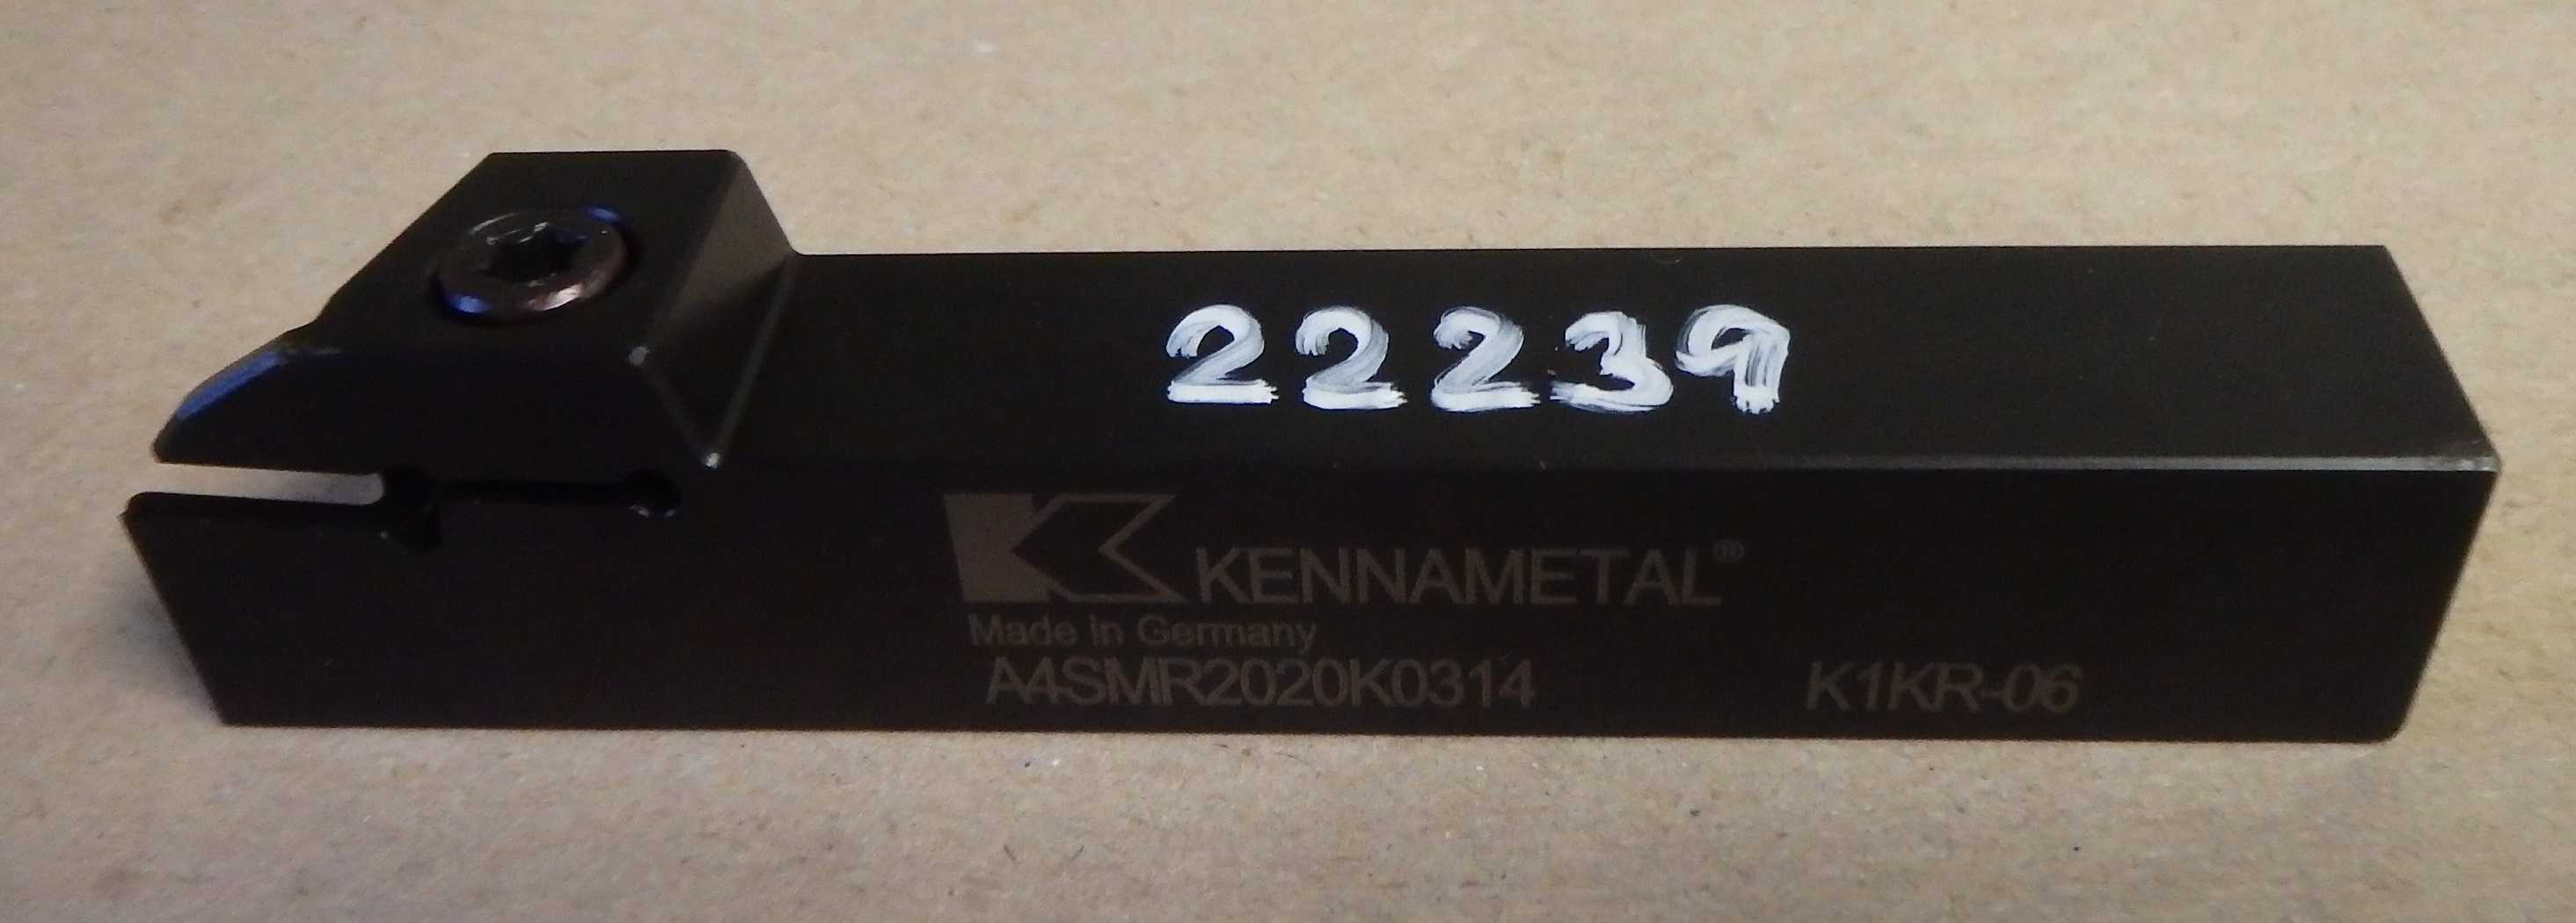 22239
KENNAMETAL®
Made in Germany
A4SMR2020K0314 K1KR-06